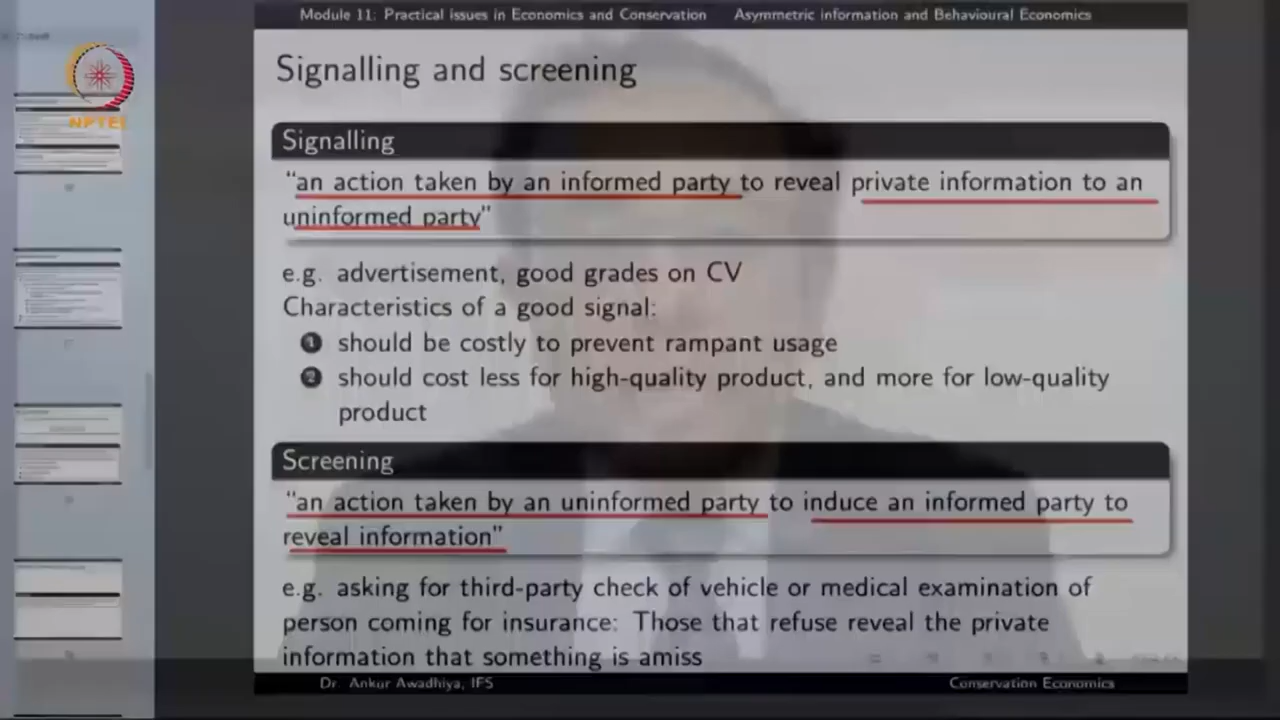 Module 11: Practical issues in Economics and Conservation Asymmetric information and Behavioural Economics
NPTEL
Signalling and screening
Signalling
"an action taken by an informed party to reveal private information to an
uninformed party"
e.g. advertisement, good grades on CV
Characteristics of a good signal:
1 should be costly to prevent rampant usage
2 should cost less for high-quality product, and more for low-quality
product
Screening
"an action taken by an uninformed party to induce an informed party to
reveal information"
e.g. asking for third-party check of vehicle or medical examination of
person coming for insurance: Those that refuse reveal the private
information that something is amiss
Dr. Ankur Awadhiya, IFS Conservation Economics